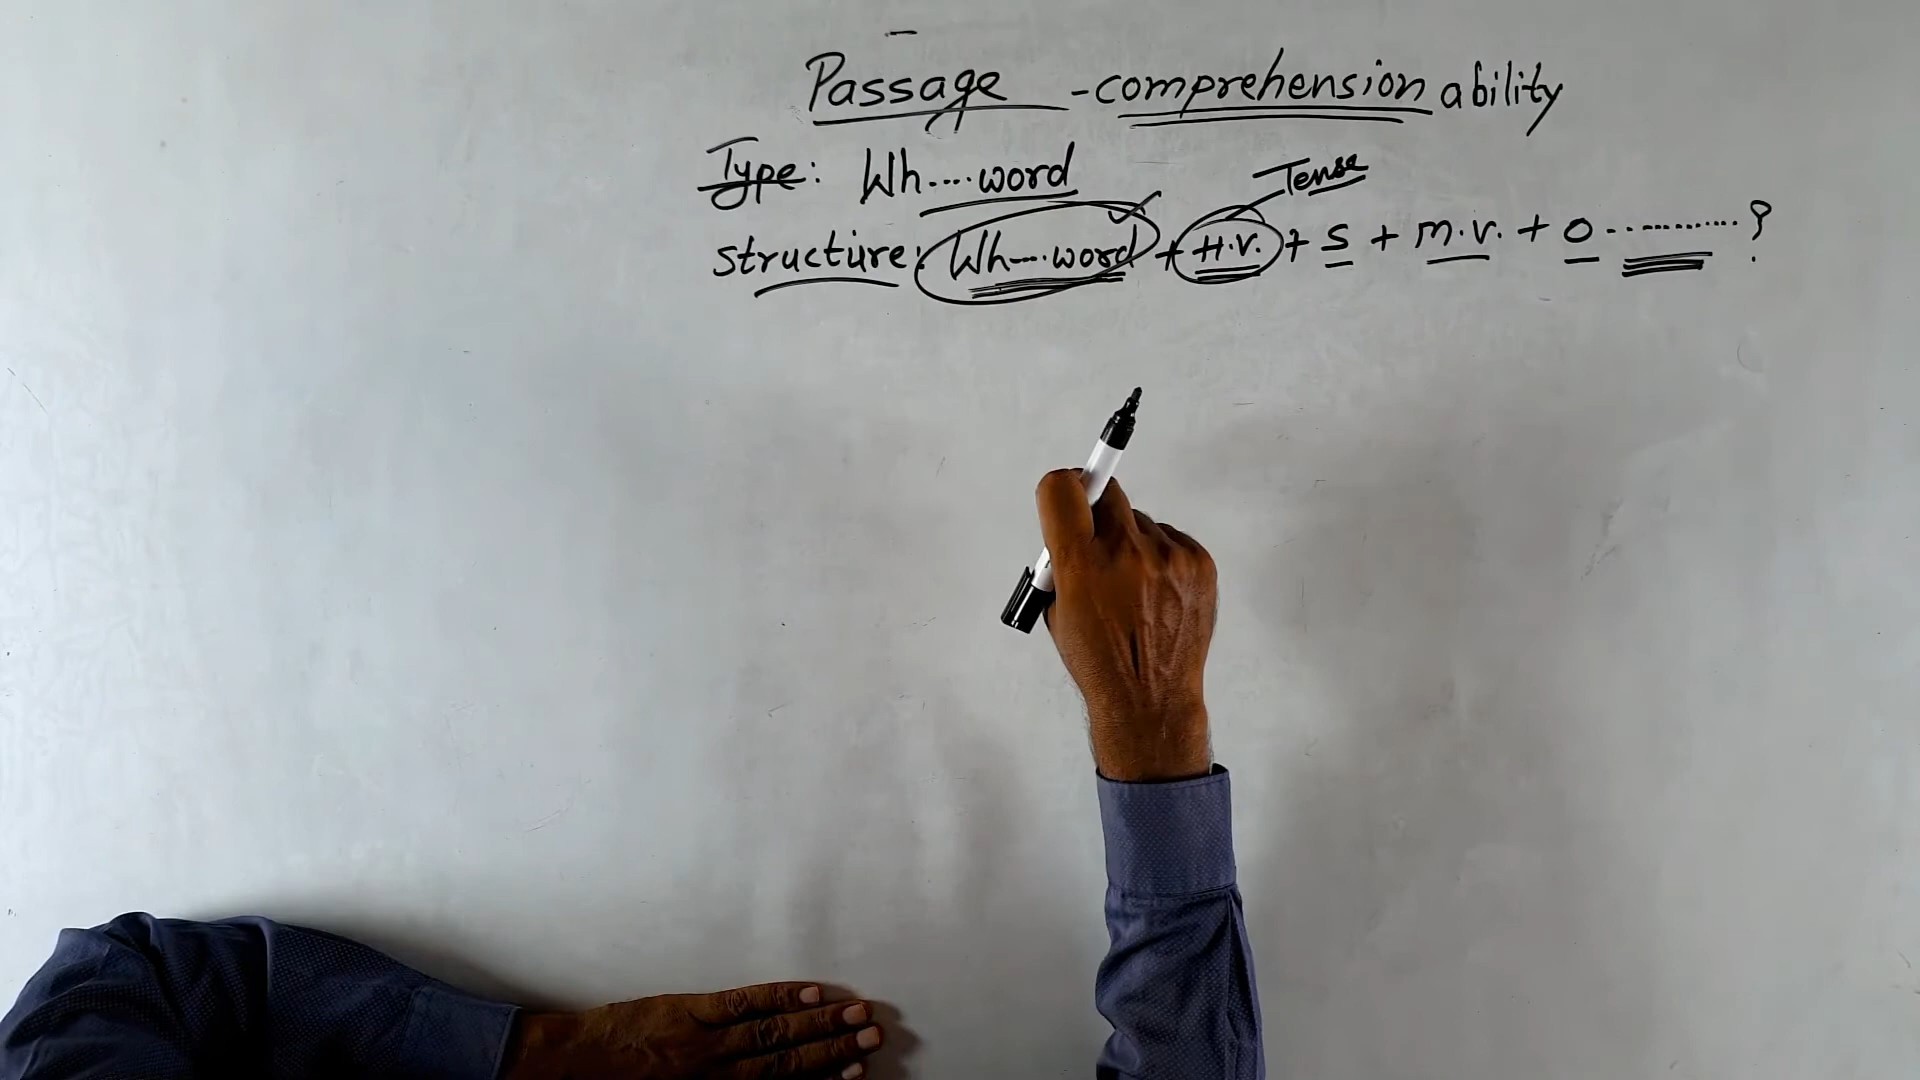 Passage - comprehension ability
Type: Wh....word
Tense
structure: Wh....word + H.V. + S + m.v. + O ............?